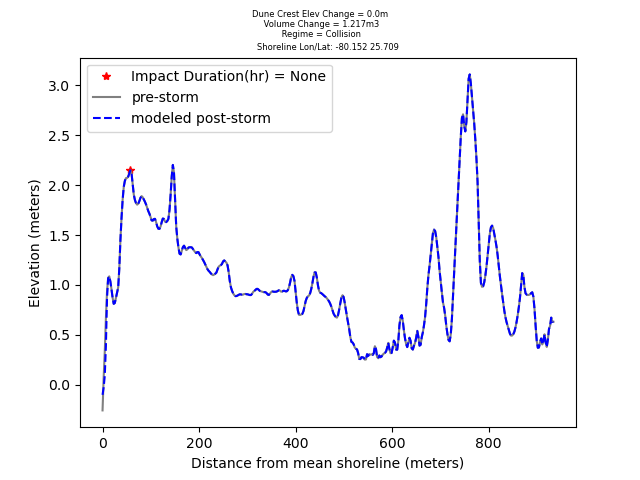 Dune Crest Elev Change = 0.0m
Volume Change = 1.217m3
Regime = Collision
Shoreline Lon/Lat: -80.152 25.709
Impact Duration(hr) = None
pre-storm
modeled post-storm
Elevation (meters)
3.0
2.5
2.0
1.5
1.0
0.5
0.0
0 200 400 600 800
Distance from mean shoreline (meters)